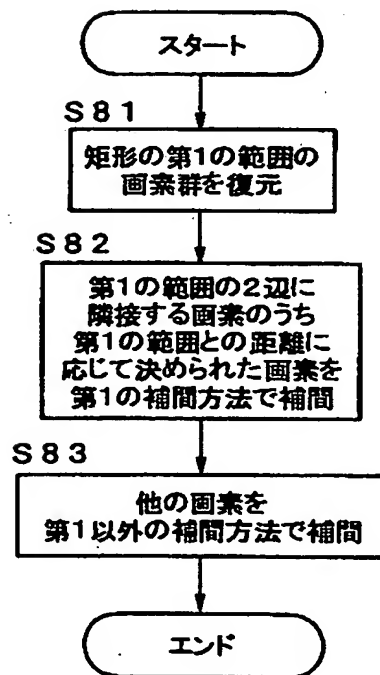 スタート
S81
矩形の第1の範囲の
画素群を復元
S82
第1の範囲の2辺に
隣接する画素のうち
第1の範囲との距離に
応じて決められた画素を
第1の補間方法で補間
S83
他の画素を
第1以外の補間方法で補間
エンド